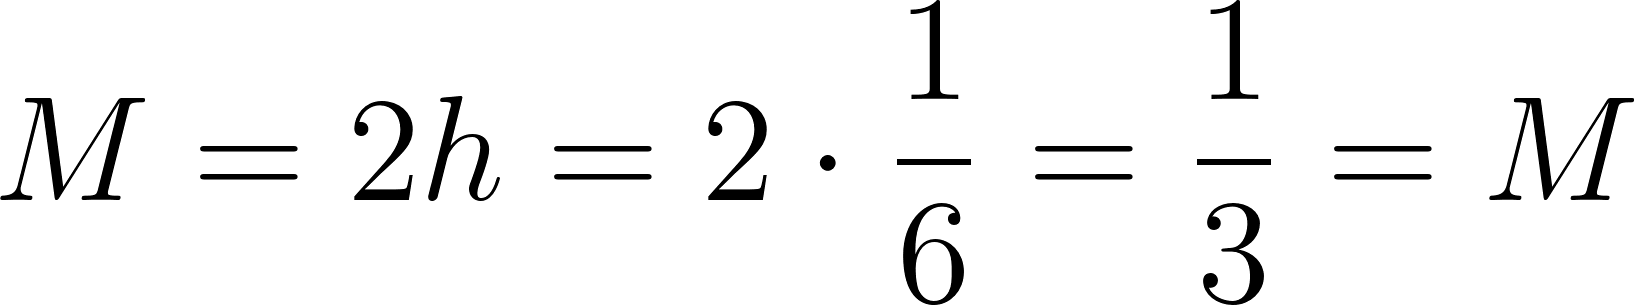 M = 2h = 2 · 1/6 = 1/3 = M